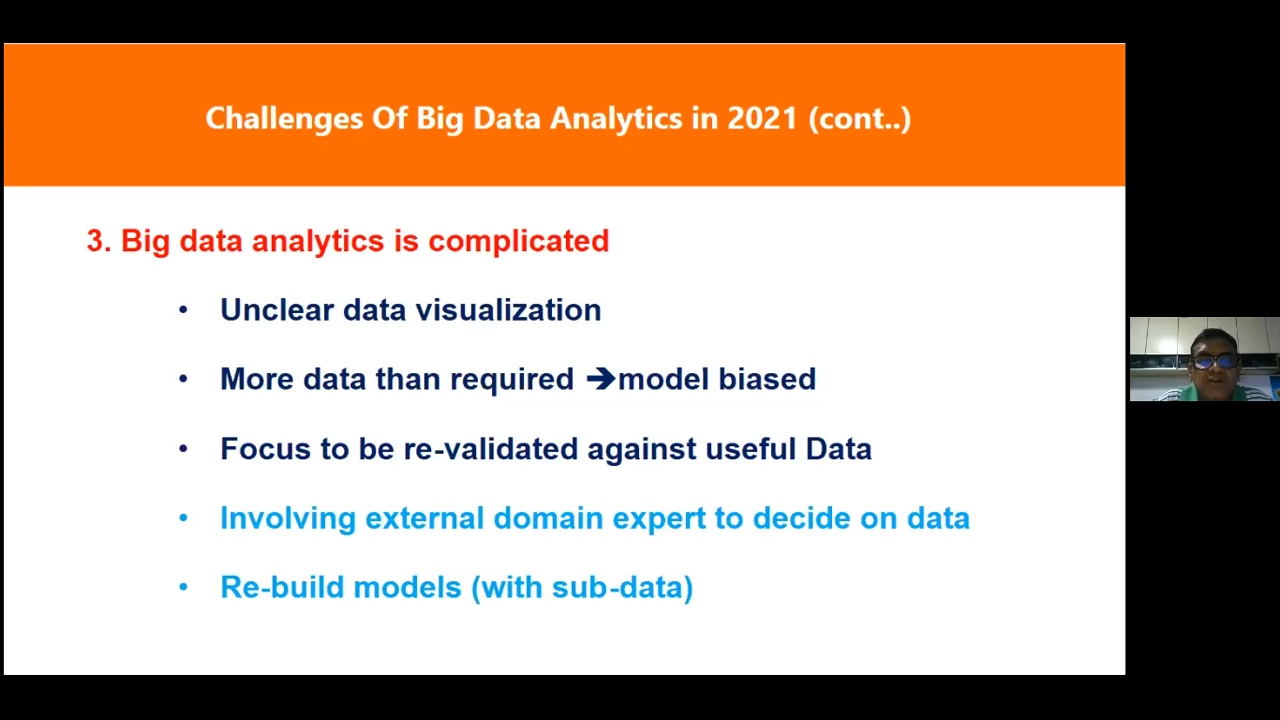 Challenges Of Big Data Analytics in 2021 (cont..)
3. Big data analytics is complicated
• Unclear data visualization
• More data than required ➔model biased
• Focus to be re-validated against useful Data
• Involving external domain expert to decide on data
• Re-build models (with sub-data)